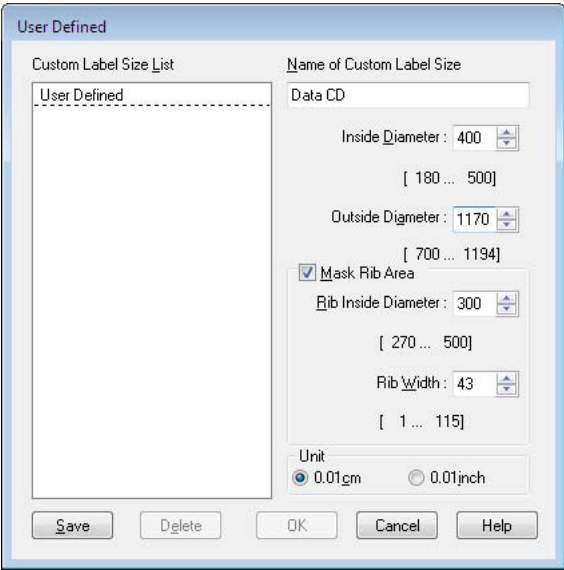 User Defined
Custom Label Size List
User Defined
Name of Custom Label Size
Data CD
Inside Diameter : 400
[ 180 ... 500]
Outside Diameter : 1170
[ 700 ... 1194]
Mask Rib Area
Rib Inside Diameter : 300
[ 270 ... 500]
Rib Width : 43
[ 1 ... 115]
Unit
0.01cm 0.01inch
Save Delete OK Cancel Help